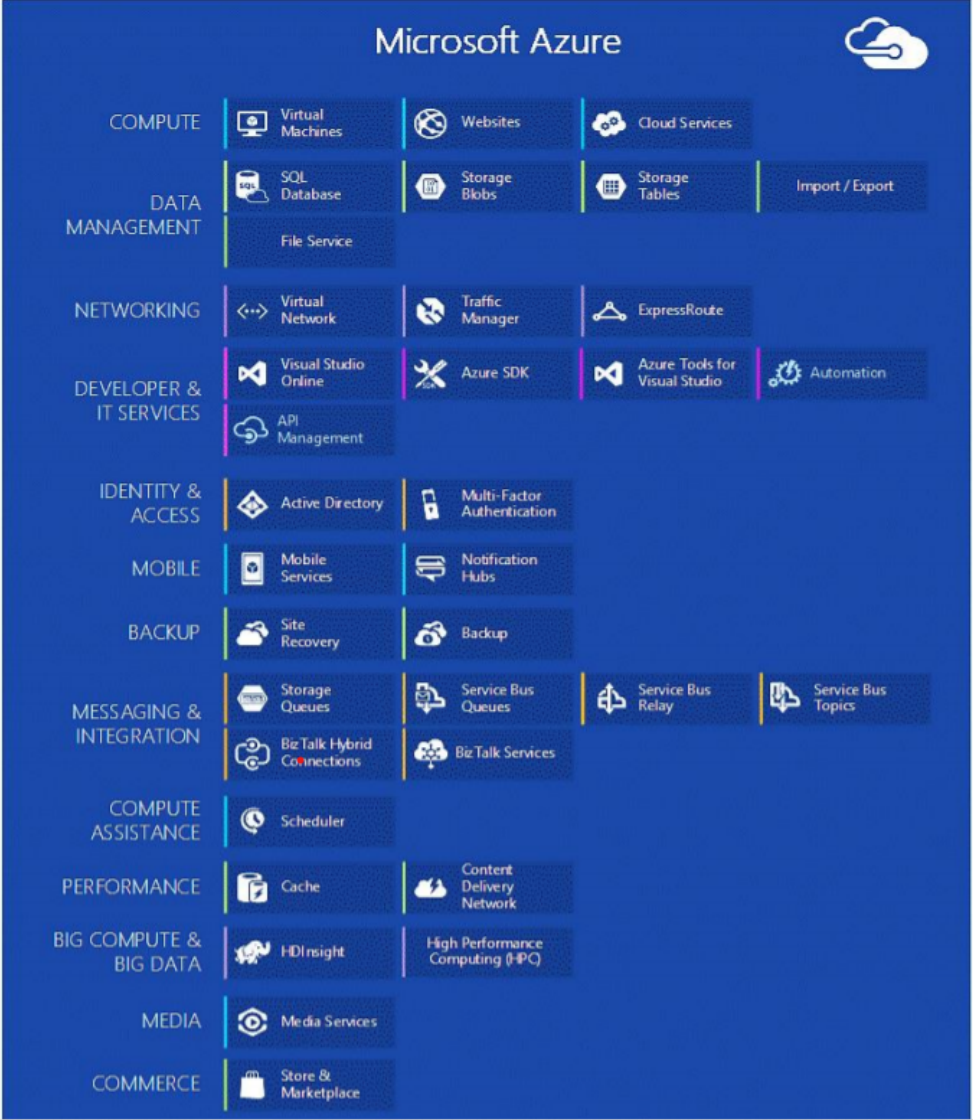 Microsoft Azure
COMPUTE
Virtual
Machines
Websites
Cloud Services
DATA
MANAGEMENT
SQL
SQL
Database
Storage
Blobs
Storage
Tables
Import / Export
File Service
NETWORKING
Virtual
Network
Traffic
Manager
ExpressRoute
DEVELOPER &
IT SERVICES
Visual Studio
Online
SDK
Azure SDK
Azure Tools for
Visual Studio
Automation
API
Management
IDENTITY &
ACCESS
Active Directory
Multi-Factor
Authentication
MOBILE
Mobile
Services
Notification
Hubs
BACKUP
Site
Recovery
Backup
MESSAGING &
INTEGRATION
Storage
Queues
Service Bus
Queues
Service Bus
Relay
Service Bus
Topics
BizTalk Hybrid
Connections
BizTalk Services
COMPUTE
ASSISTANCE
Scheduler
PERFORMANCE
Cache
Content
Delivery
Network
BIG COMPUTE &
BIG DATA
HDInsight
High Performance
Computing (HPC)
MEDIA
Media Services
COMMERCE
Store &
Marketplace